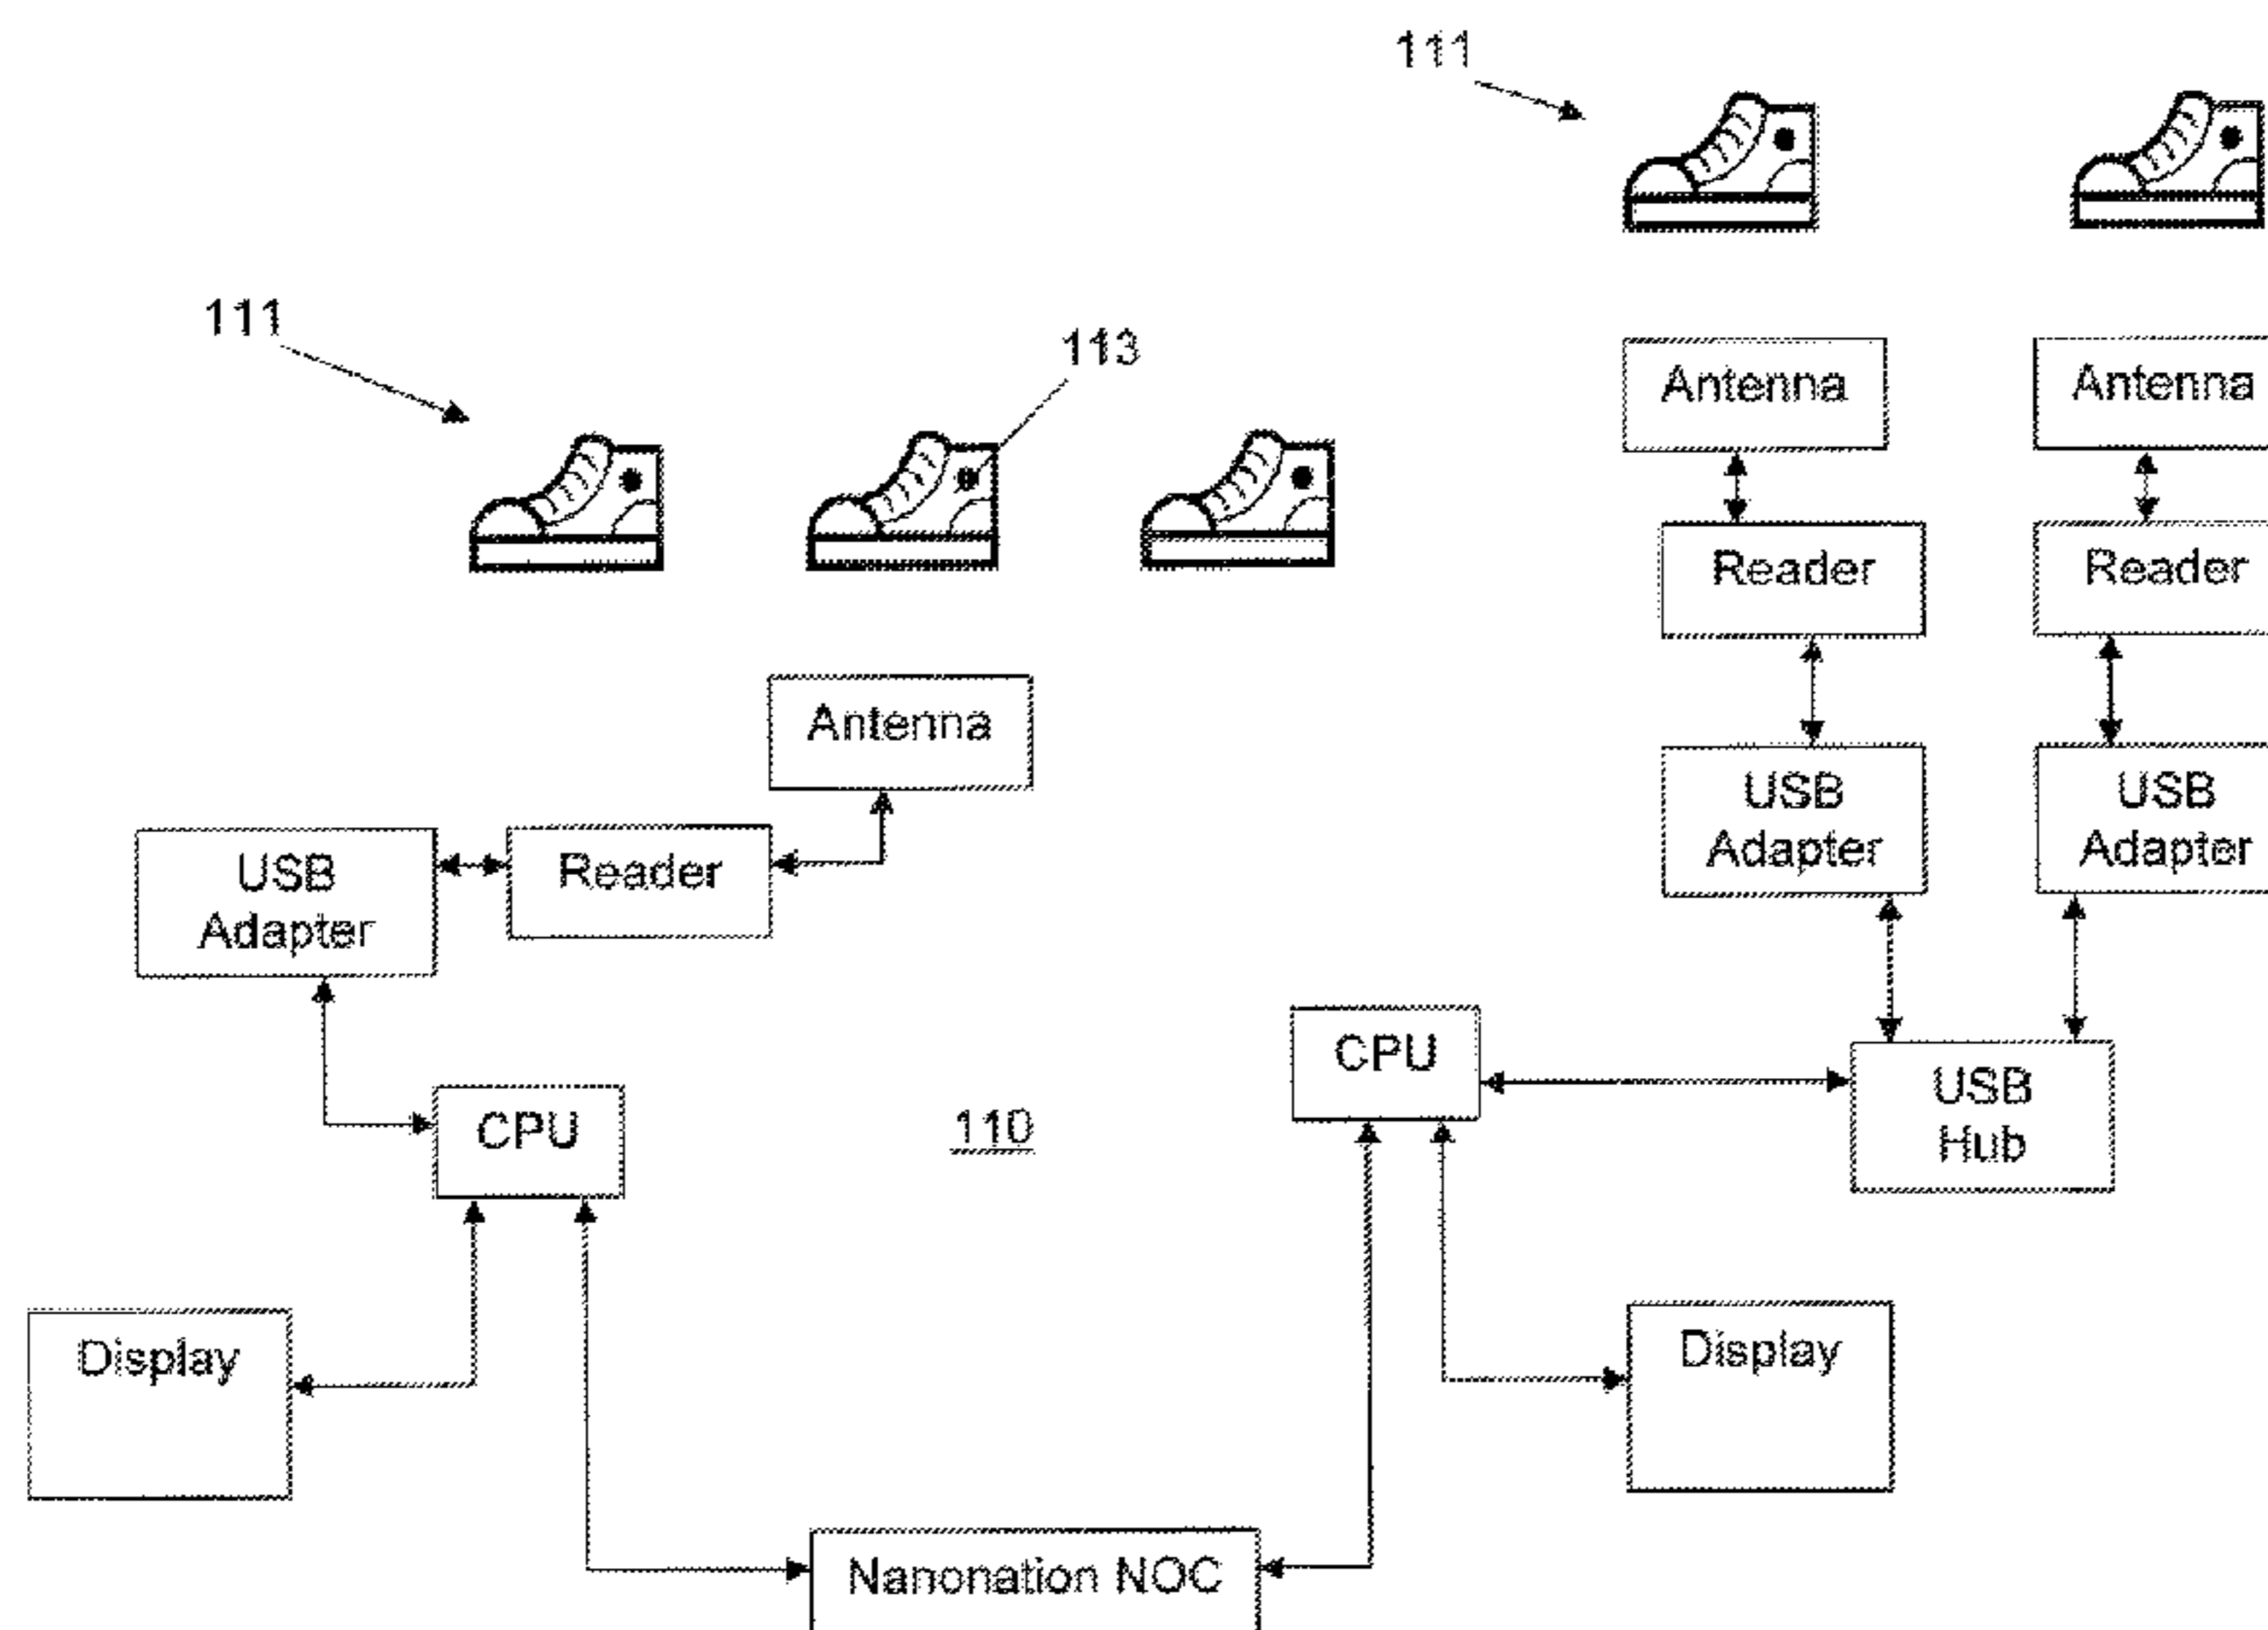 111
111
113
Antenna
Antenna
Reader
Reader
Antenna
USB
Adapter
USB
Adapter
USB
Adapter
Reader
CPU
USB
Hub
CPU
110
Display
Display
Nanonation NOC